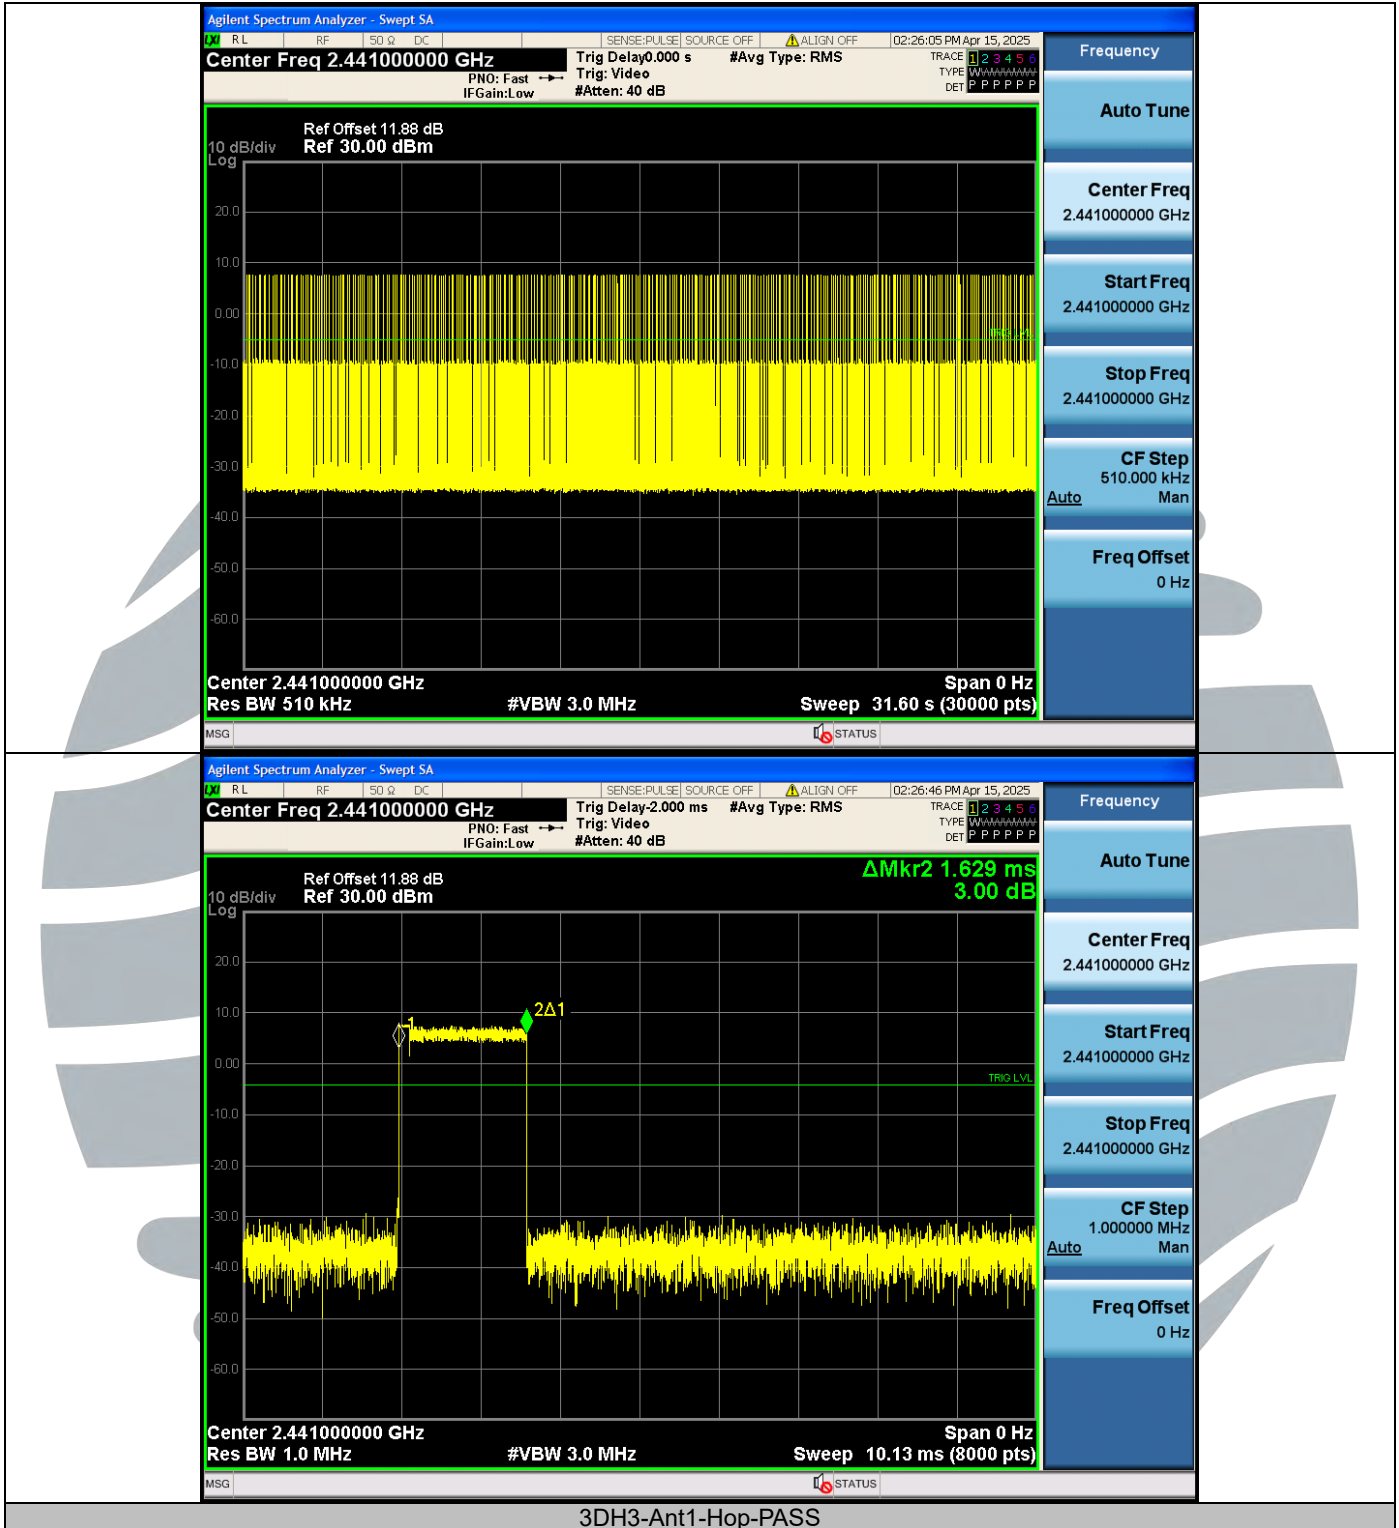 Agilent Spectrum Analyzer - Swept SA
LXI RL RF 50 Ω DC SENSE:PULSE SOURCE OFF ALIGN OFF 02:26:05 PM Apr 15, 2025
Center Freq 2.441000000 GHz
Trig Delay0.000 s #Avg Type: RMS
TRACE 1 2 3 4 5 6
PNO: Fast Trig: Video
TYPE WWWWWW
IFGain:Low #Atten: 40 dB
DET P P P P P P
Ref Offset 11.88 dB
10 dB/div Ref 30.00 dBm
Log
20.0
10.0
0.00
TRIG LVL
-10.0
-20.0
-30.0
-40.0
-50.0
-60.0
Center 2.441000000 GHz Span 0 Hz
Res BW 510 kHz #VBW 3.0 MHz Sweep 31.60 s (30000 pts)
MSG STATUS
Frequency
Auto Tune
Center Freq
2.441000000 GHz
Start Freq
2.441000000 GHz
Stop Freq
2.441000000 GHz
CF Step
510.000 kHz
Auto Man
Freq Offset
0 Hz
Agilent Spectrum Analyzer - Swept SA
LXI RL RF 50 Ω DC SENSE:PULSE SOURCE OFF ALIGN OFF 02:26:46 PM Apr 15, 2025
Center Freq 2.441000000 GHz
Trig Delay-2.000 ms #Avg Type: RMS
TRACE 1 2 3 4 5 6
PNO: Fast Trig: Video
TYPE WWWWWW
IFGain:Low #Atten: 40 dB
DET P P P P P P
ΔMkr2 1.629 ms
3.00 dB
Ref Offset 11.88 dB
10 dB/div Ref 30.00 dBm
Log
20.0
10.0
1
2Δ1
0.00
TRIG LVL
-10.0
-20.0
-30.0
-40.0
-50.0
-60.0
Center 2.441000000 GHz Span 0 Hz
Res BW 1.0 MHz #VBW 3.0 MHz Sweep 10.13 ms (8000 pts)
MSG STATUS
Frequency
Auto Tune
Center Freq
2.441000000 GHz
Start Freq
2.441000000 GHz
Stop Freq
2.441000000 GHz
CF Step
1.000000 MHz
Auto Man
Freq Offset
0 Hz
3DH3-Ant1-Hop-PASS